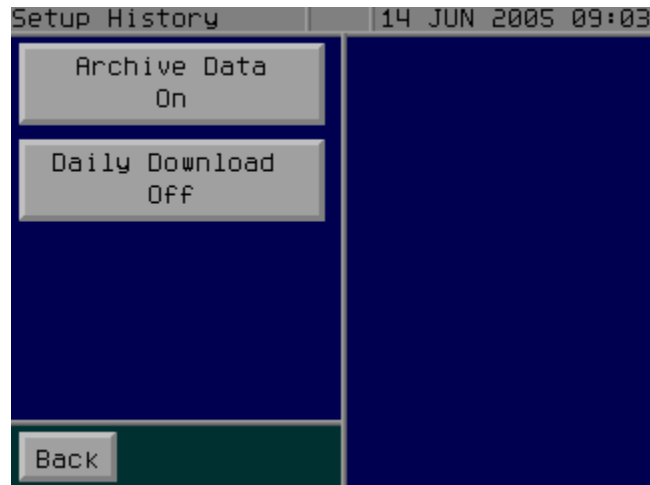 Setup History
14 JUN 2005 09:03
Archive Data
On
Daily Download
Off
Back